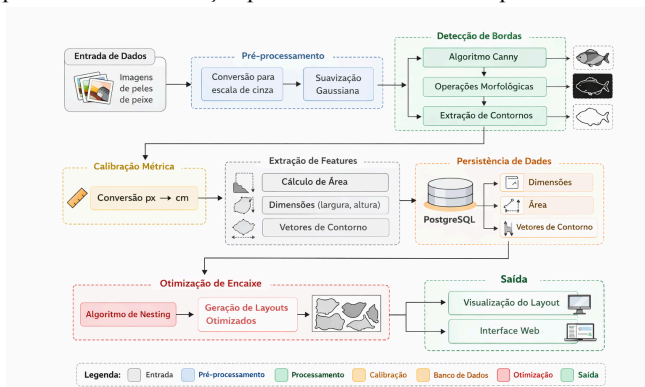 Detecção de Bordas
Entrada de Dados
Imagens
de peles
de peixe
Pré-processamento
Conversão para
escala de cinza
Suavização
Gaussiana
Algoritmo Canny
Operações Morfológicas
Extração de Contornos
Calibração Métrica
Conversão px → cm
Extração de Features
Cálculo de Área
Dimensões (largura, altura)
Vetores de Contorno
Persistência de Dades
PostgreSQL
Dimensões
Área
Vetores de Contorno
Otimização de Encaixe
Algoritmo de Nesting
Geração de Layouts
Otimizados
Saída
Visualização do Layout
Interface Web
Legenda: Entrada Pré-processamento Processamento Calibração Banco de Dados Otimização Saída